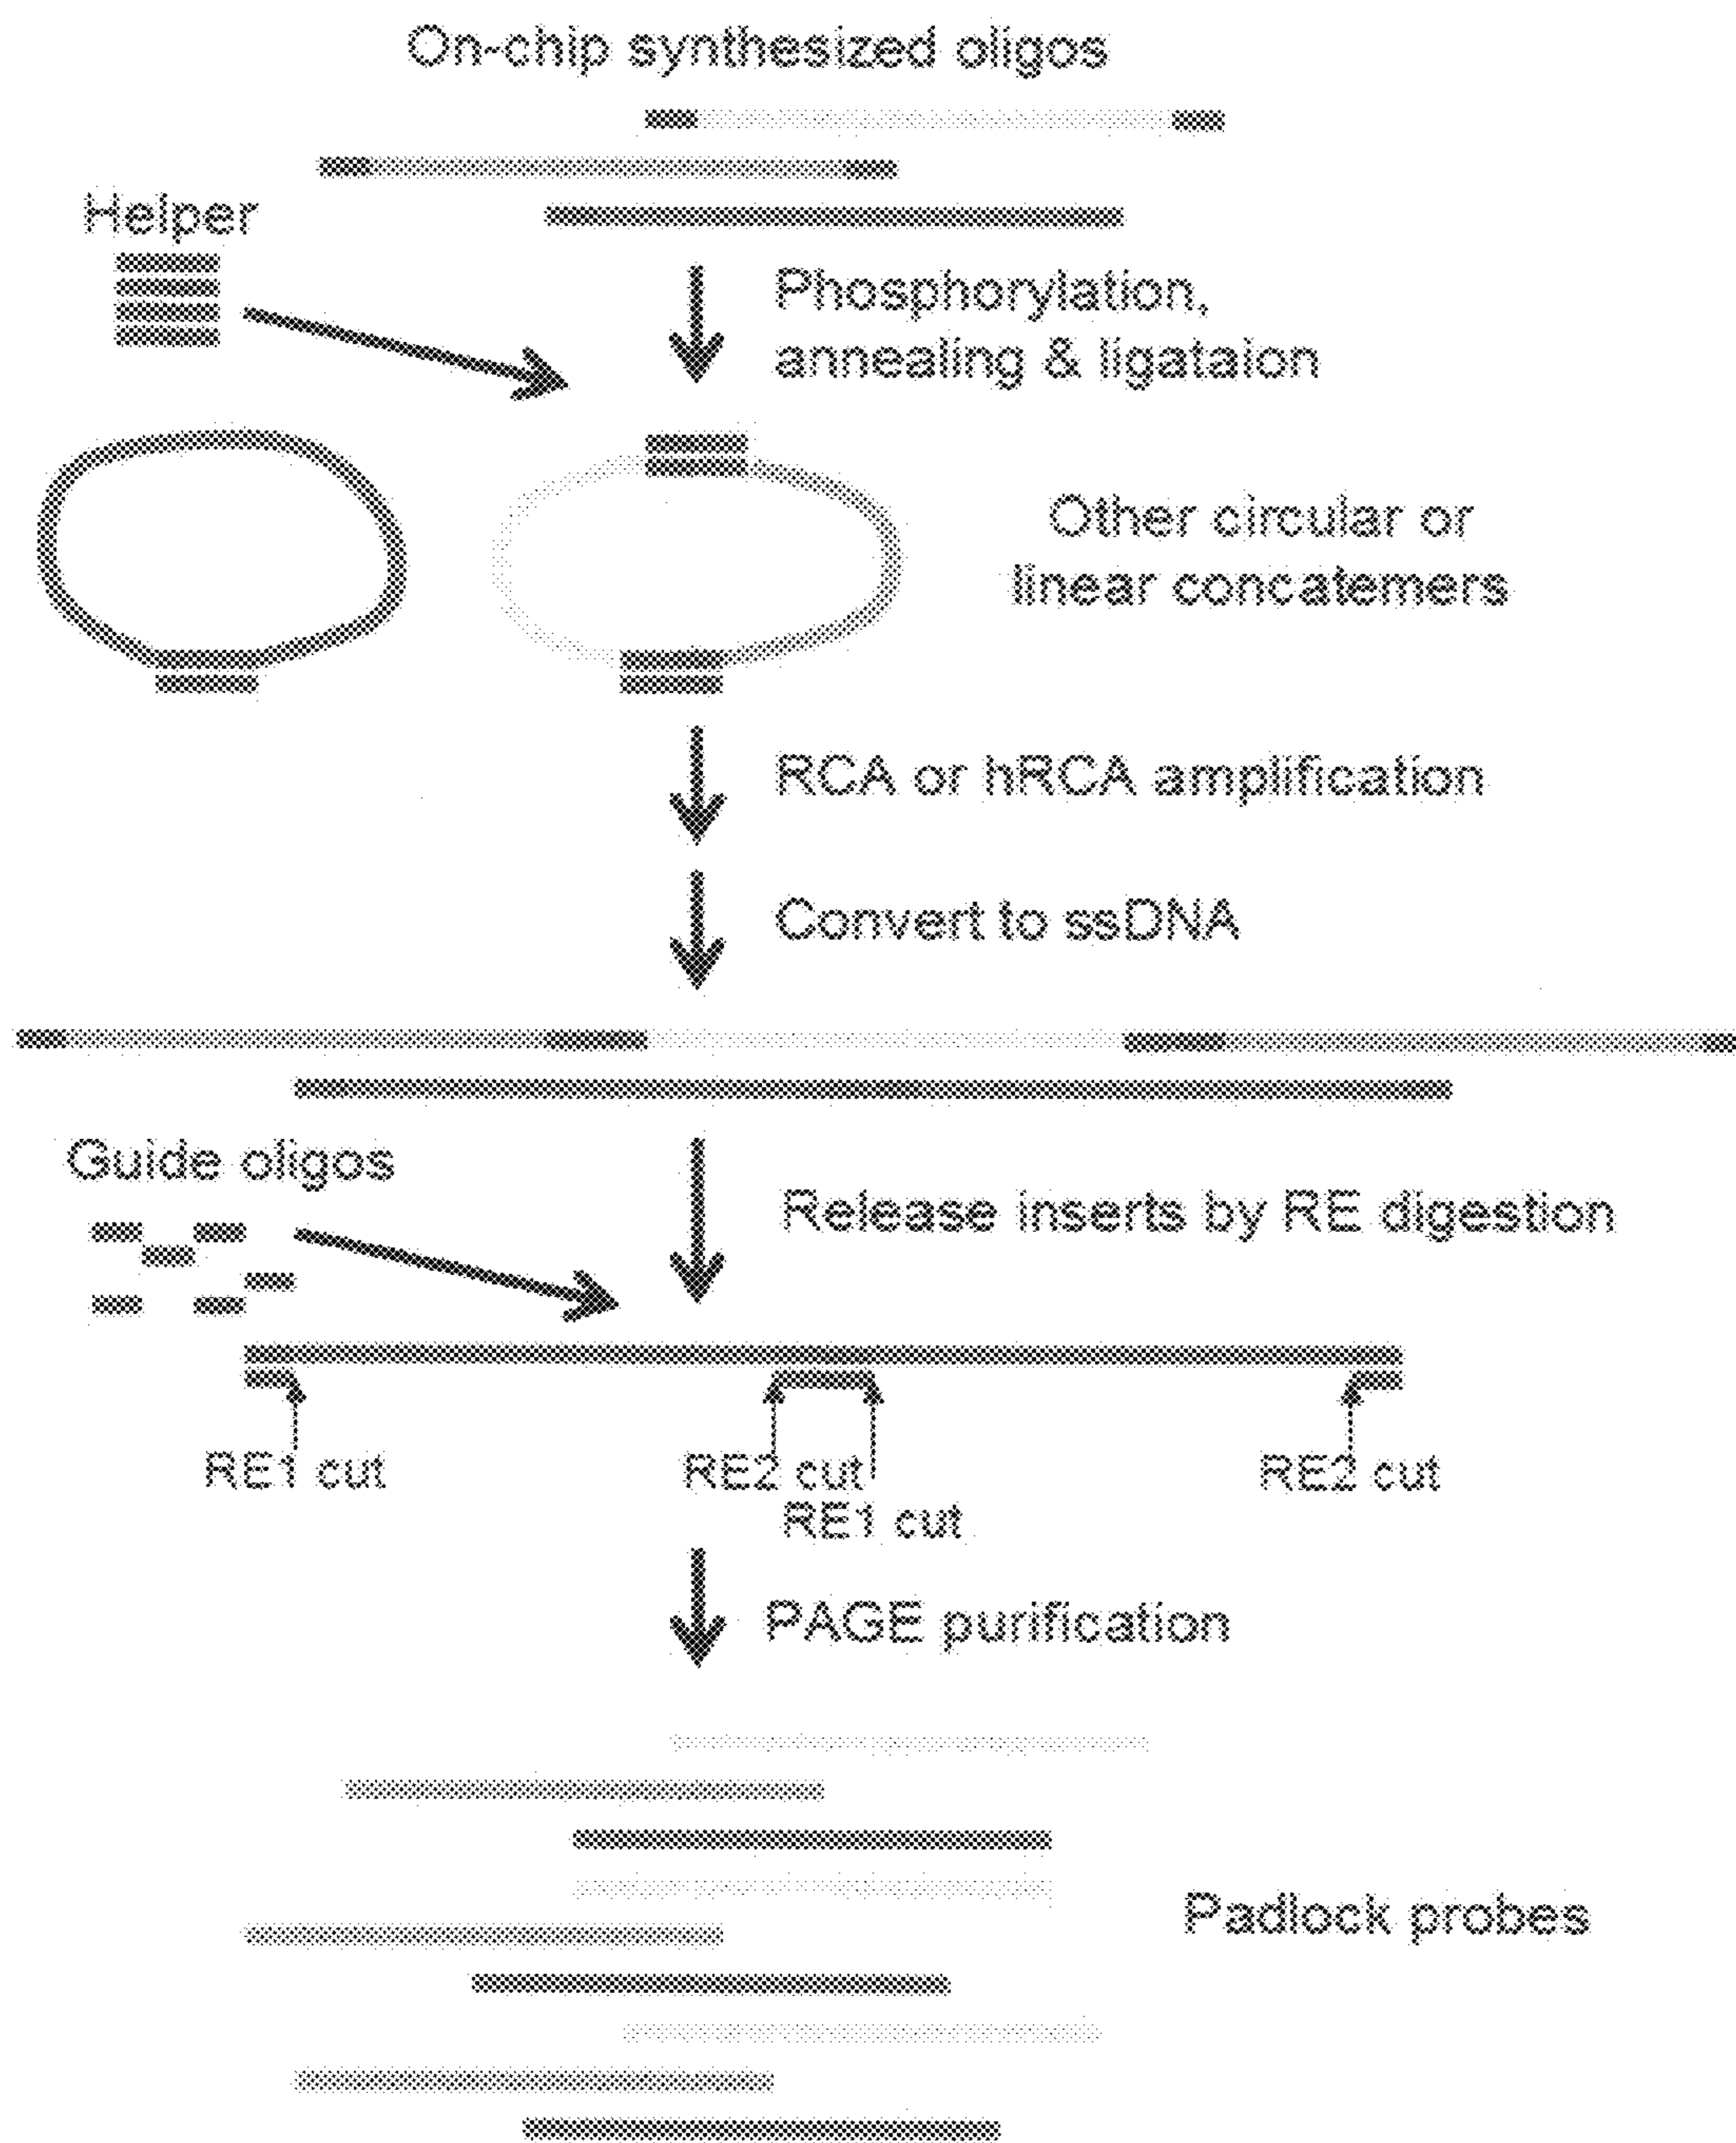 On-chip synthesized oligos
Helper
Phosphorylation,
annealing & ligataion
Other circular or
linear concatemers
RCA or hRCA amplification
Convert to ssDNA
Guide oligos
Release inserts by RE digestion
RE1 cut
RE2 cut
RE1 cut
RE2 cut
PAGE purification
Padlock probes